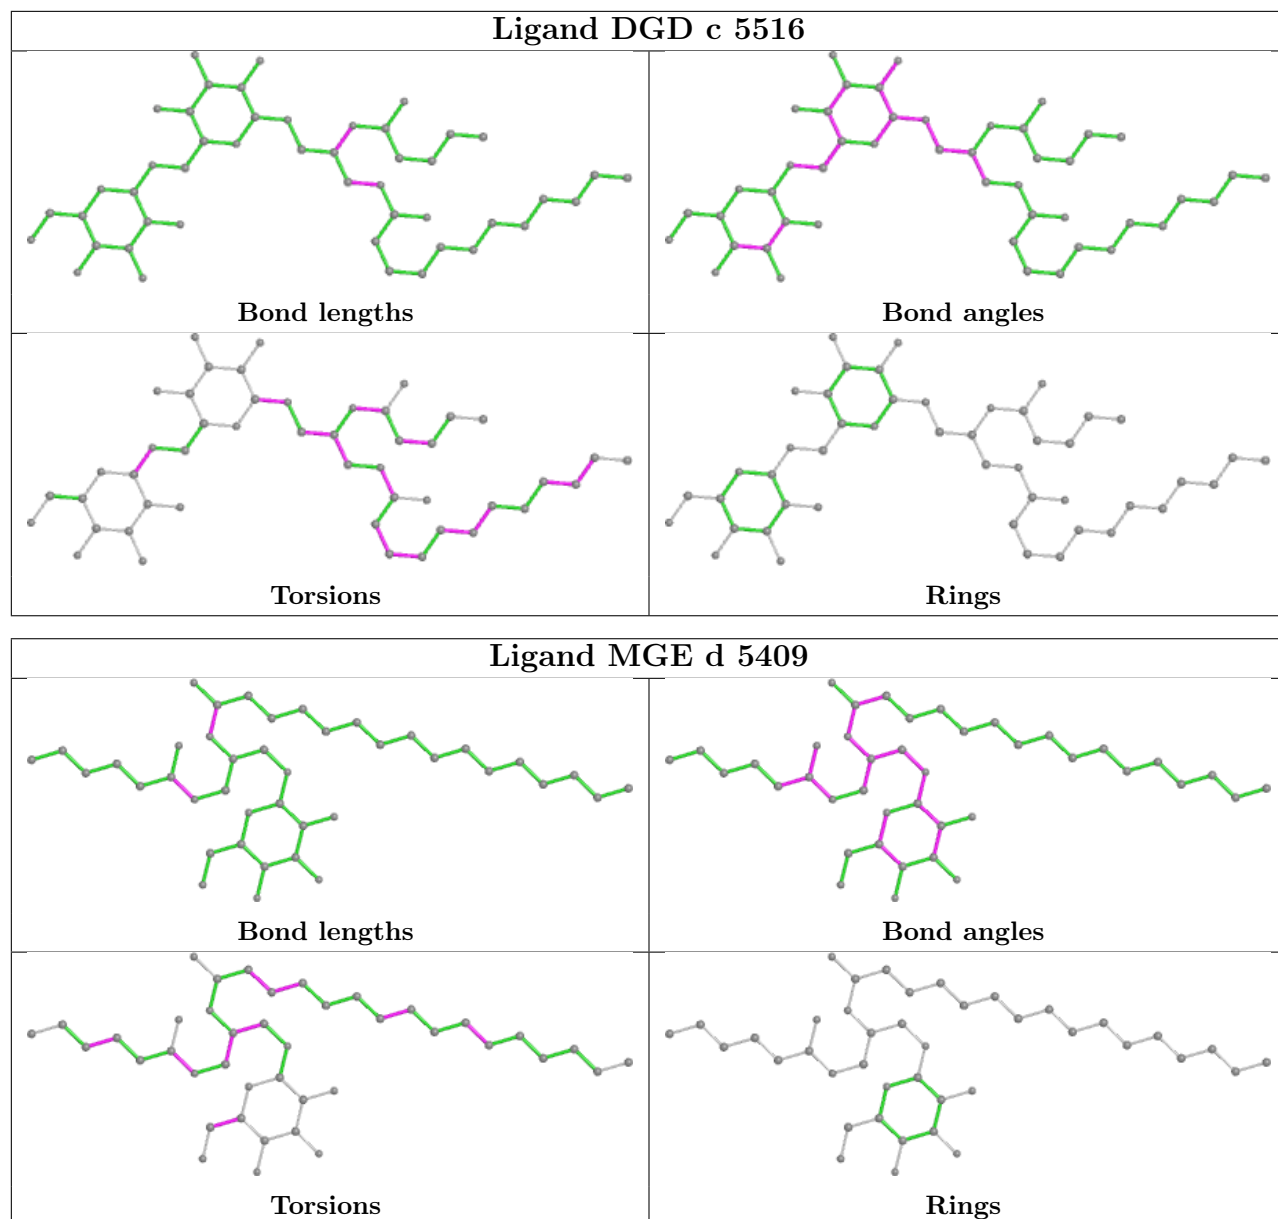 Ligand DGD c 5516
Bond lengths
Bond angles
Torsions
Rings
Ligand MGE d 5409
Bond lengths
Bond angles
Torsions
Rings